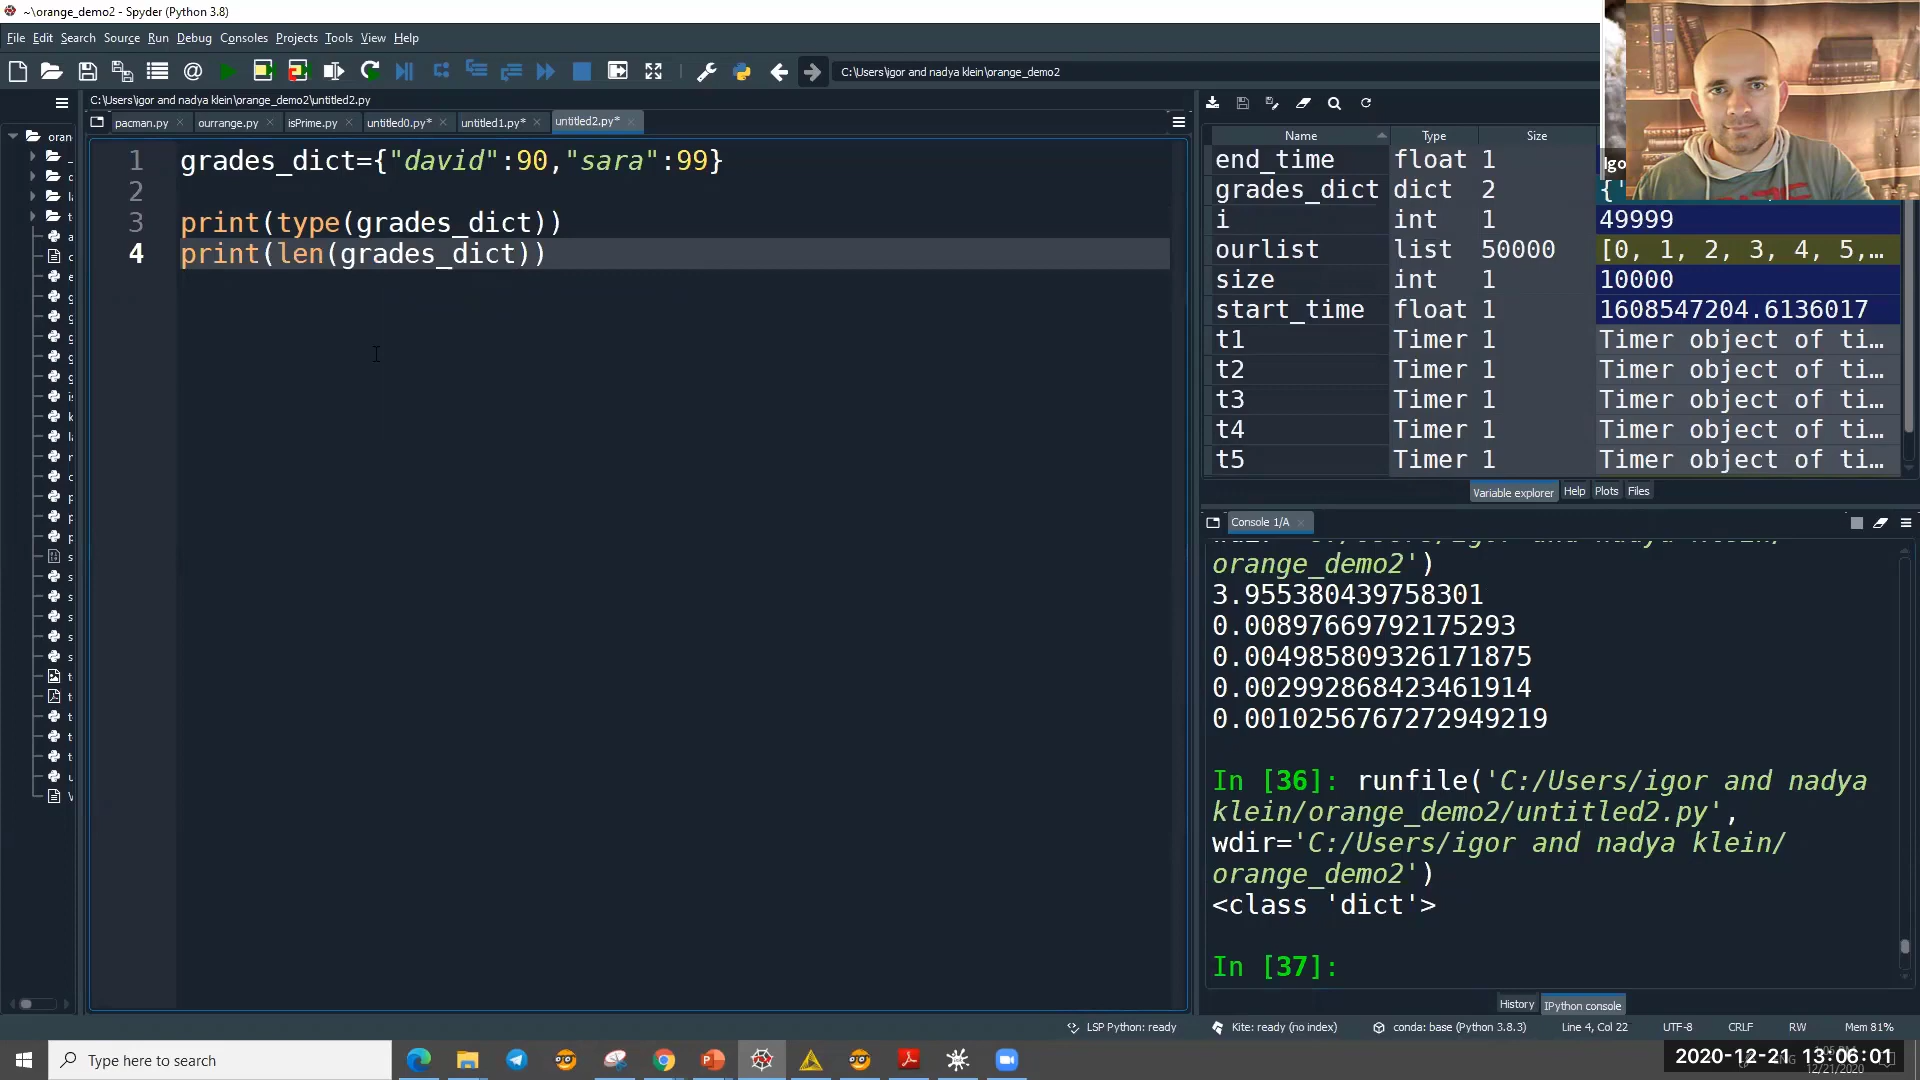 ~\orange_demo2 - Spyder (Python 3.8)
File Edit Search Source Run Debug Consoles Projects Tools View Help
C:\Users\igor and nadya klein\orange_demo2
C:\Users\igor and nadya klein\orange_demo2\untitled2.py
pacman.py ourrange.py isPrime.py untitled0.py* untitled1.py* untitled2.py*
1 grades_dict={"david":90,"sara":99}
2
3 print(type(grades_dict))
4 print(len(grades_dict))
oran
Name Type Size
end_time float 1
grades_dict dict 2 {'
i int 1 49999
ourlist list 50000 [0, 1, 2, 3, 4, 5,…
size int 1 10000
start_time float 1 1608547204.6136017
t1 Timer 1 Timer object of ti…
t2 Timer 1 Timer object of ti…
t3 Timer 1 Timer object of ti…
t4 Timer 1 Timer object of ti…
t5 Timer 1 Timer object of ti…
Variable explorer Help Plots Files
Console 1/A
orange_demo2')
3.955380439758301
0.00897669792175293
0.004985809326171875
0.002992868423461914
0.0010256767272949219
In [36]: runfile('C:/Users/igor and nadya
klein/orange_demo2/untitled2.py',
wdir='C:/Users/igor and nadya klein/
orange_demo2')
<class 'dict'>
In [37]:
History IPython console
LSP Python: ready Kite: ready (no index) conda: base (Python 3.8.3) Line 4, Col 22 UTF-8 CRLF RW Mem 81%
Type here to search
2020-12-21 13:06:01
12/21/2020